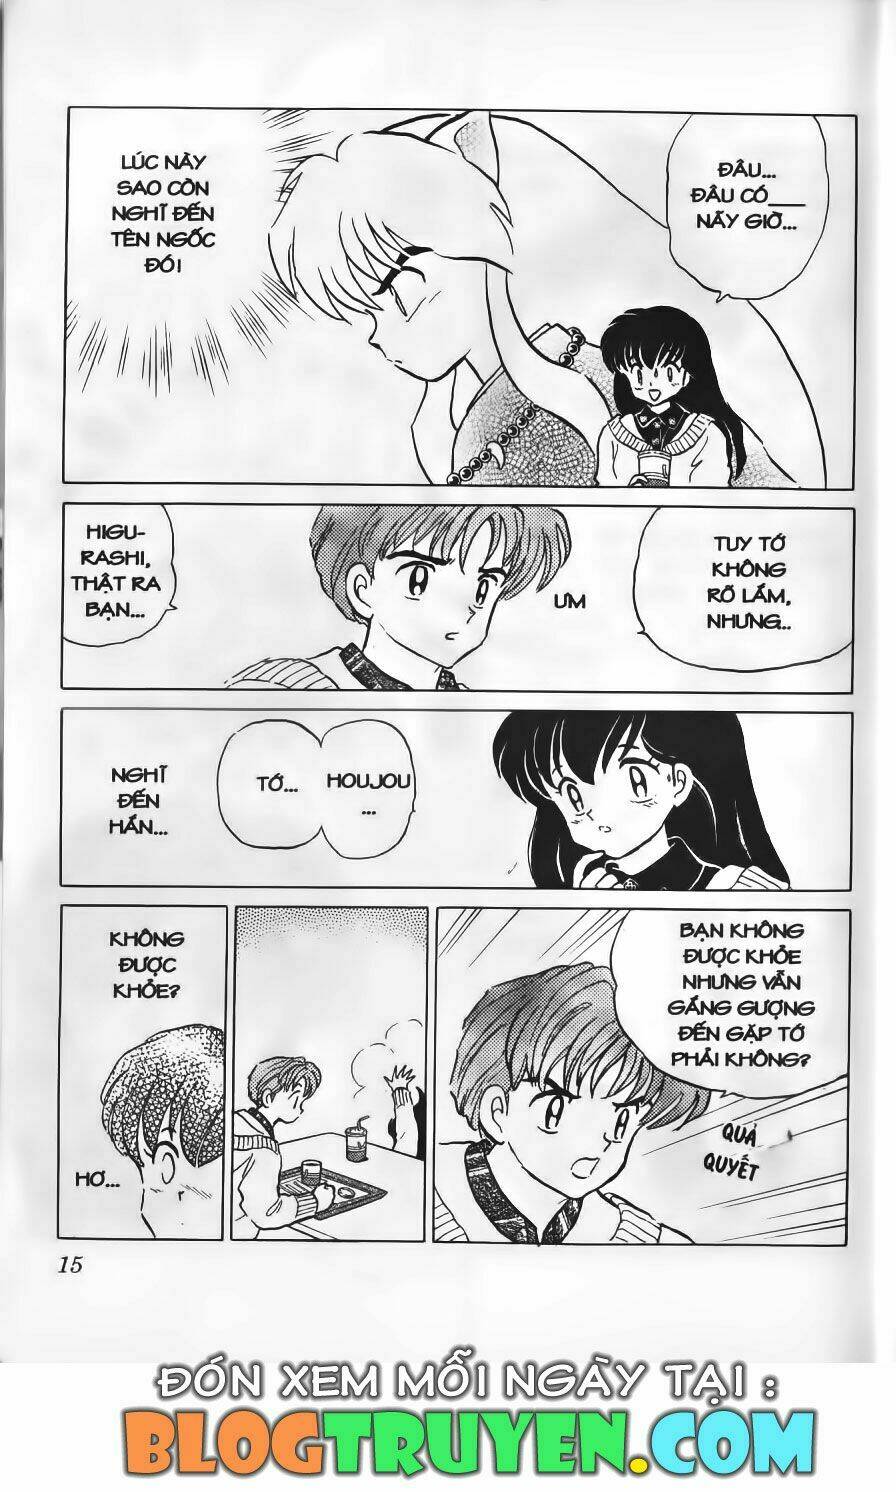 ĐÂU...
ĐÂU CÓ___
NÃY GIỜ...
LÚC NÀY
SAO CÒN
NGHĨ ĐẾN
TÊN NGỐC
ĐÓ!
TUY TỚ
KHÔNG
RÕ LẮM,
NHƯNG...
ƯM
HIGU-
RASHI,
THẬT RA
BẠN...
HOUJOU
...
TỚ...
NGHĨ
ĐẾN
HẮN...
BẠN KHÔNG
ĐƯỢC KHỎE
NHƯNG VẪN
GẮNG GƯỢNG
ĐẾN GẶP TỚ
PHẢI KHÔNG?
QUẢ
QUYẾT
KHÔNG
ĐƯỢC
KHỎE?
HƠ...
15
ĐÓN XEM MỖI NGÀY TẠI :
BLOGTRUYEN.COM